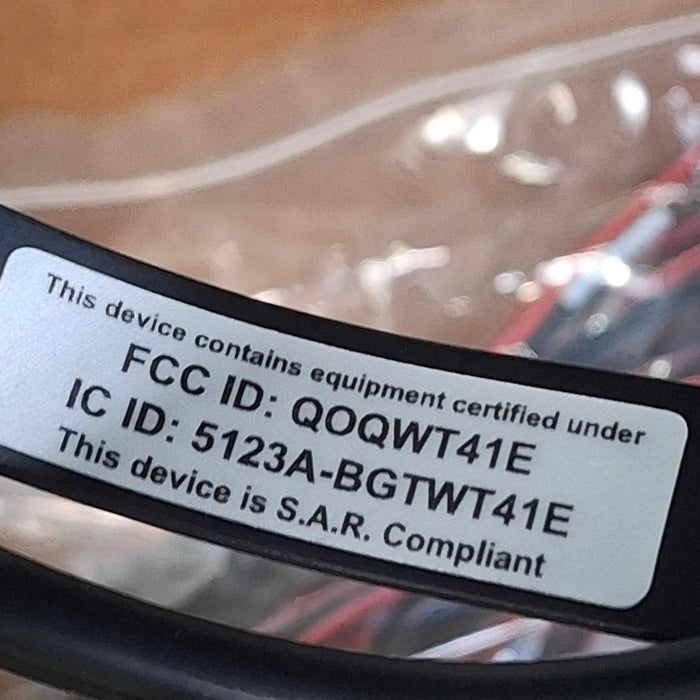 This device contains equipment certified under
FCC ID: QOQWT41E
IC ID: 5123A-BGTWT41E
This device is S.A.R. Compliant